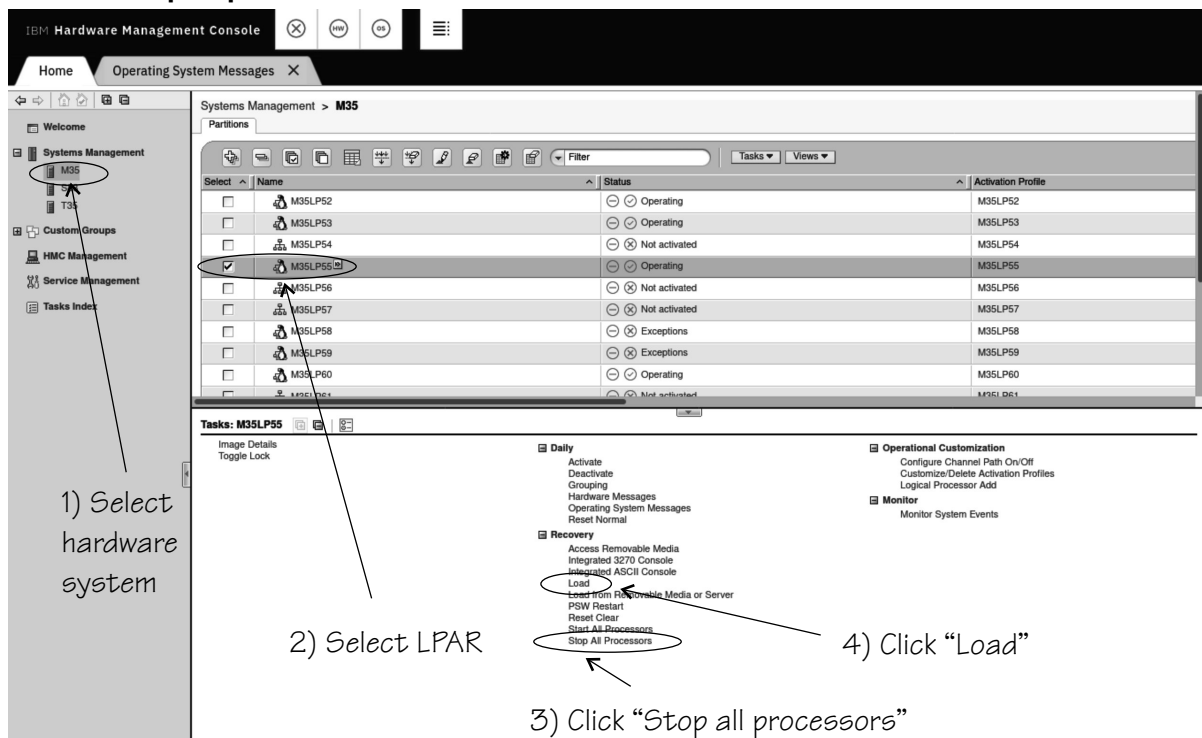 IBM Hardware Management Console
HW
OS
Home
Operating System Messages X
Welcome
Systems Management
M35
T35
Custom Groups
HMC Management
Service Management
Tasks Index
Systems Management > M35
Partitions
Filter
Tasks
Views
Select Name Status Activation Profile
M35LP52 Operating M35LP52
M35LP53 Operating M35LP53
M35LP54 Not activated M35LP54
M35LP55 Operating M35LP55
M35LP56 Not activated M35LP56
M35LP57 Not activated M35LP57
M35LP58 Exceptions M35LP58
M35LP59 Exceptions M35LP59
M35LP60 Operating M35LP60
M35LP61 Not activated M35LP61
Tasks: M35LP55
Image Details
Toggle Lock
Daily
Activate
Deactivate
Grouping
Hardware Messages
Operating System Messages
Reset Normal
Recovery
Access Removable Media
Integrated 3270 Console
Integrated ASCII Console
Load
Load from Removable Media or Server
PSW Restart
Reset Clear
Start All Processors
Stop All Processors
Operational Customization
Configure Channel Path On/Off
Customize/Delete Activation Profiles
Logical Processor Add
Monitor
Monitor System Events
1) Select
hardware
system
2) Select LPAR
3) Click “Stop all processors”
4) Click “Load”